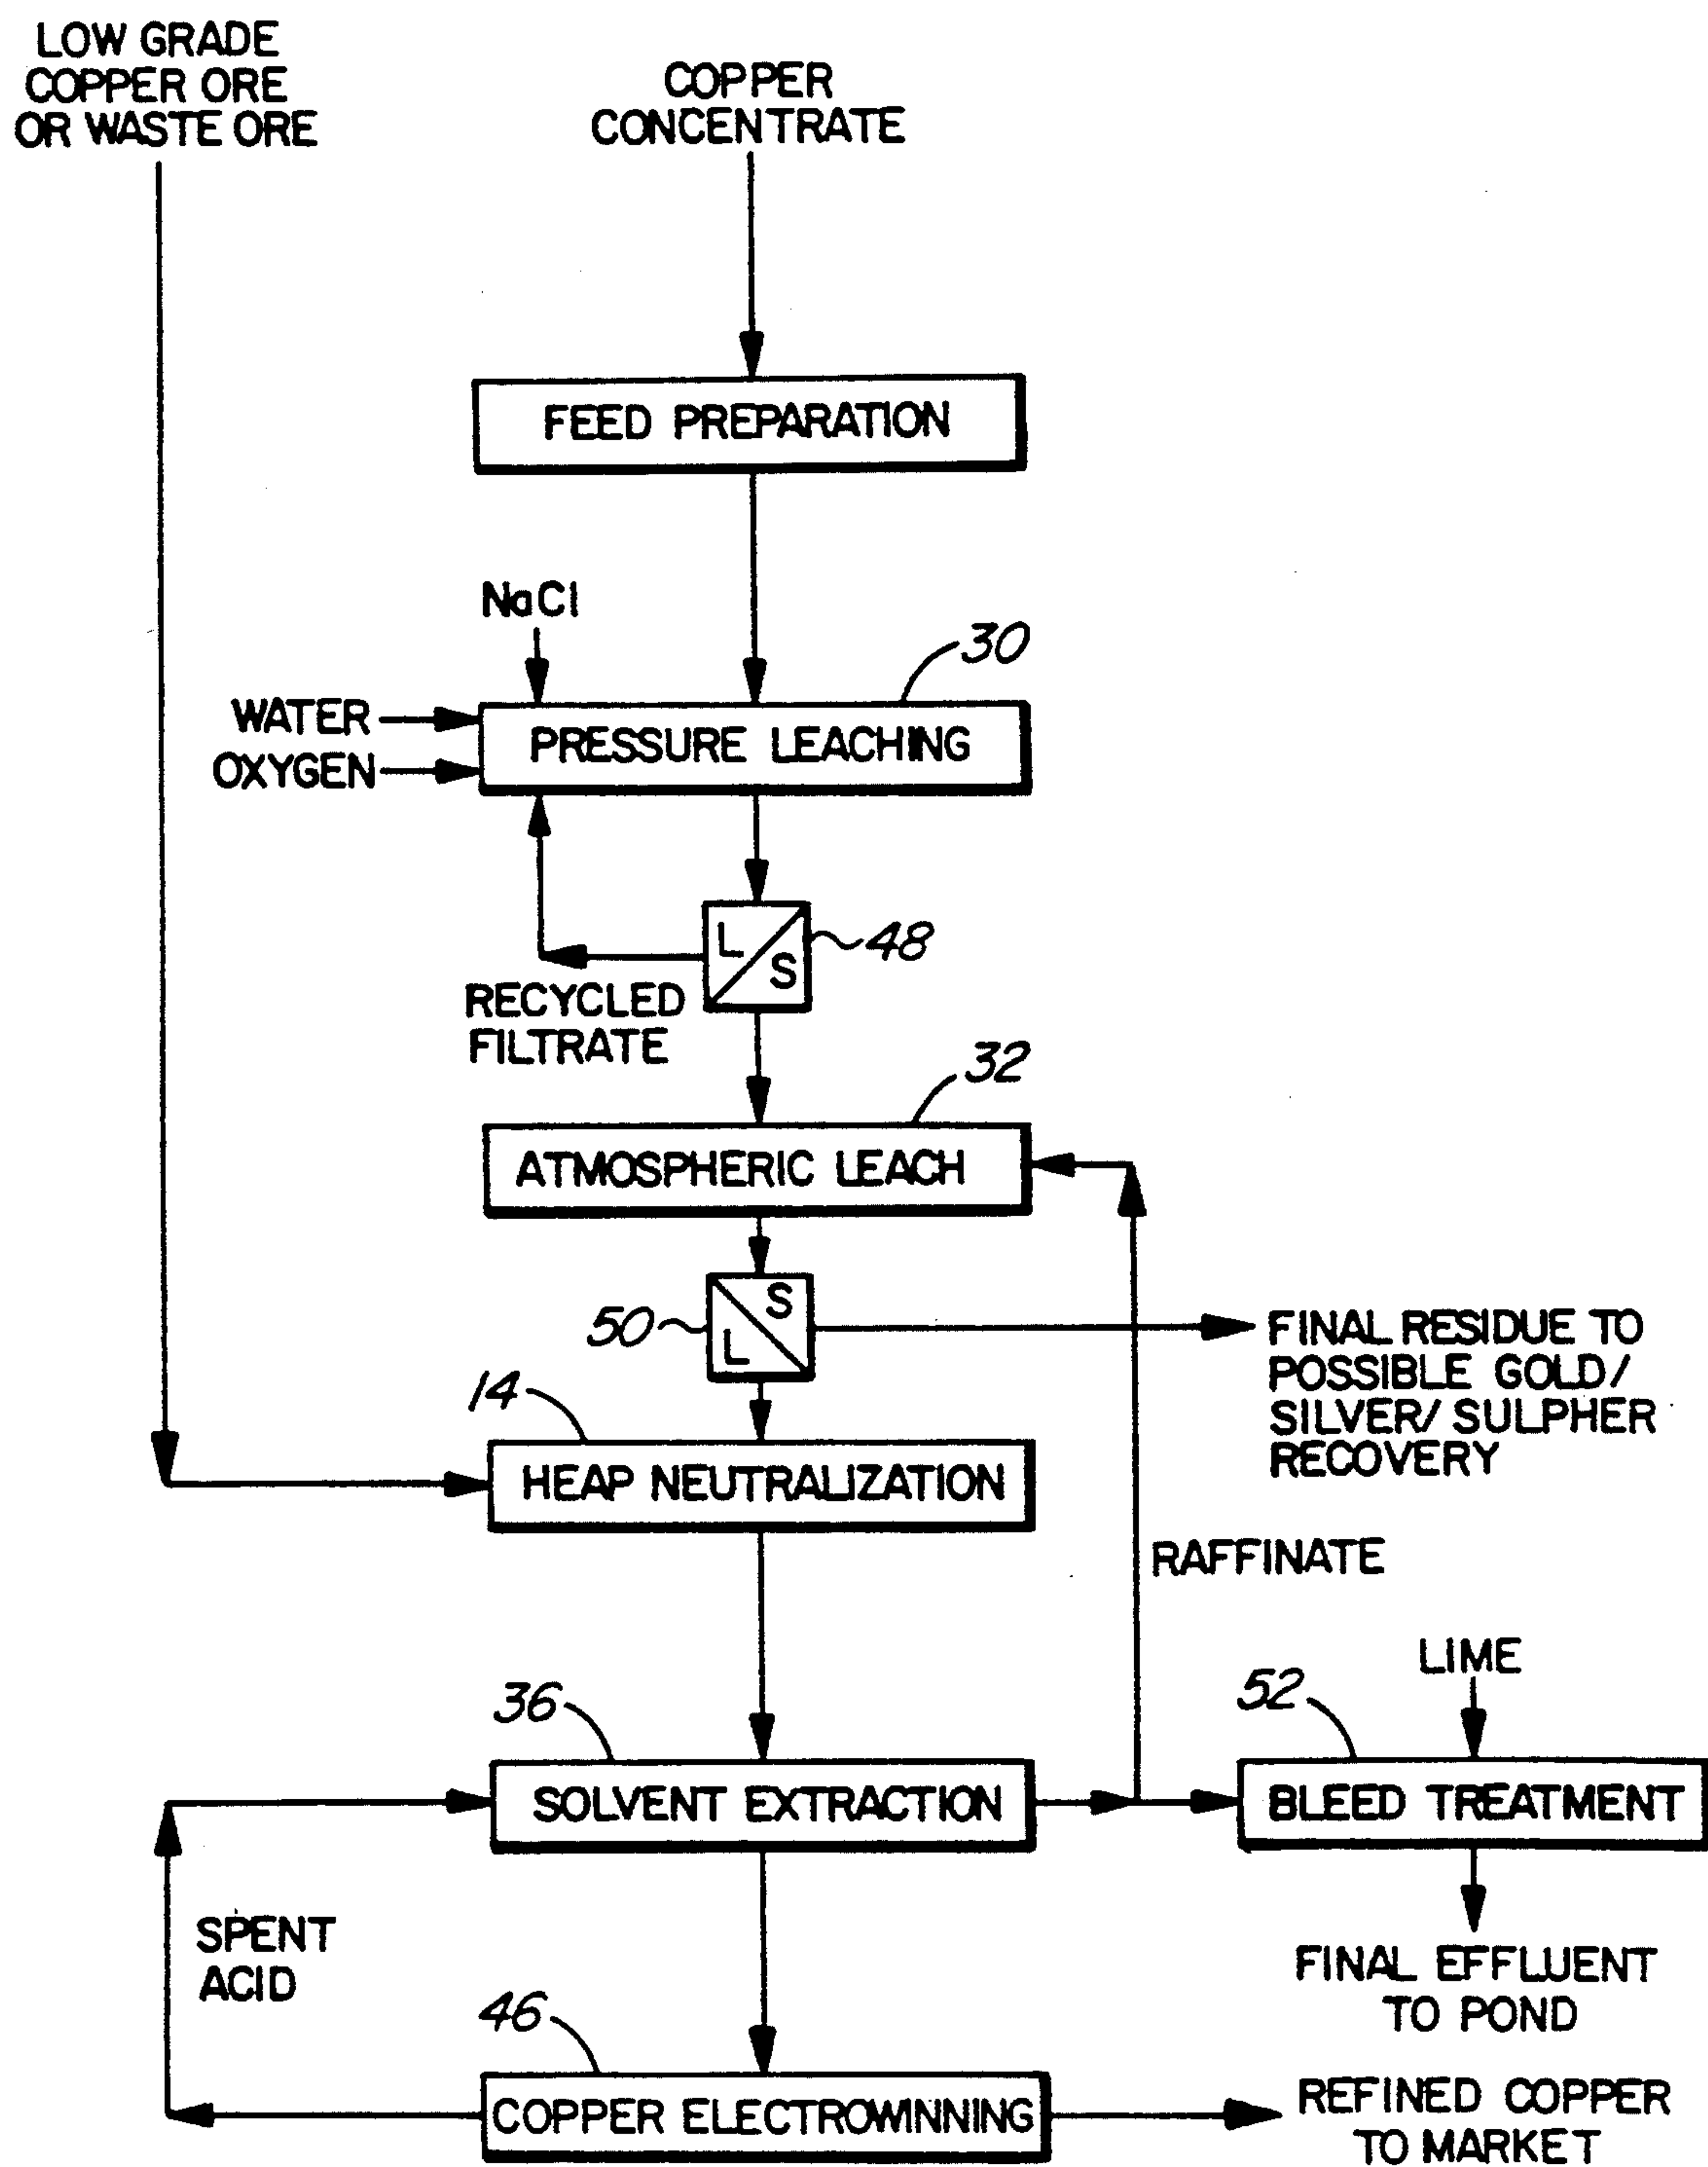 LOW GRADE
COPPER ORE
OR WASTE ORE
COPPER
CONCENTRATE
FEED PREPARATION
NaCl
30
WATER
OXYGEN
PRESSURE LEACHING
L
S
48
RECYCLED
FILTRATE
32
ATMOSPHERIC LEACH
S
L
50
FINAL RESIDUE TO
POSSIBLE GOLD/
SILVER/ SULPHER
RECOVERY
14
HEAP NEUTRALIZATION
RAFFINATE
LIME
36
52
SOLVENT EXTRACTION
BLEED TREATMENT
SPENT
ACID
FINAL EFFLUENT
TO POND
46
COPPER ELECTROWINNING
REFINED COPPER
TO MARKET